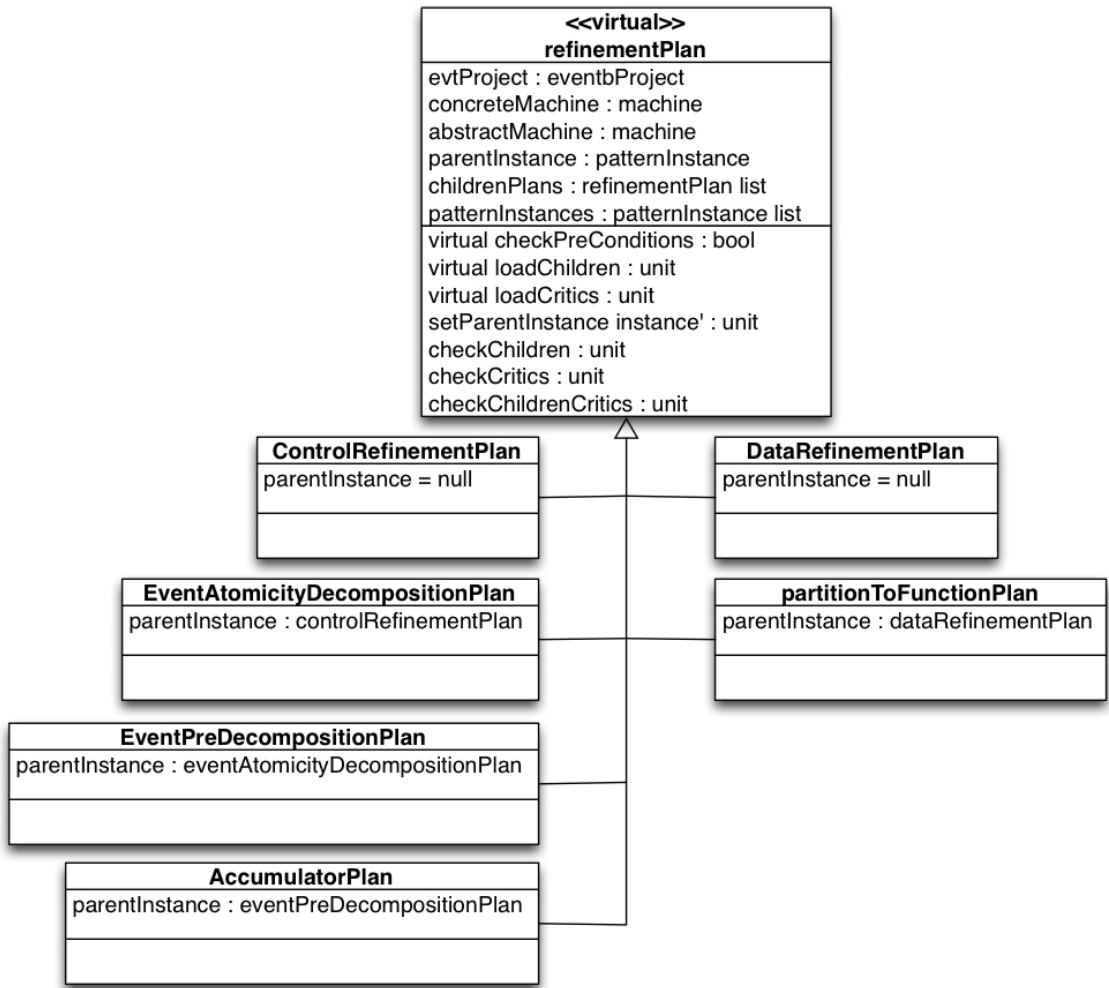 <<virtual>>
refinementPlan
evtProject : eventbProject
concreteMachine : machine
abstractMachine : machine
parentInstance : patternInstance
childrenPlans : refinementPlan list
patternInstances : patternInstance list
virtual checkPreConditions : bool
virtual loadChildren : unit
virtual loadCritics : unit
setParentInstance instance' : unit
checkChildren : unit
checkCritics : unit
checkChildrenCritics : unit
ControlRefinementPlan
parentInstance = null
DataRefinementPlan
parentInstance = null
EventAtomicityDecompositionPlan
parentInstance : controlRefinementPlan
partitionToFunctionPlan
parentInstance : dataRefinementPlan
EventPreDecompositionPlan
parentInstance : eventAtomicityDecompositionPlan
AccumulatorPlan
parentInstance : eventPreDecompositionPlan